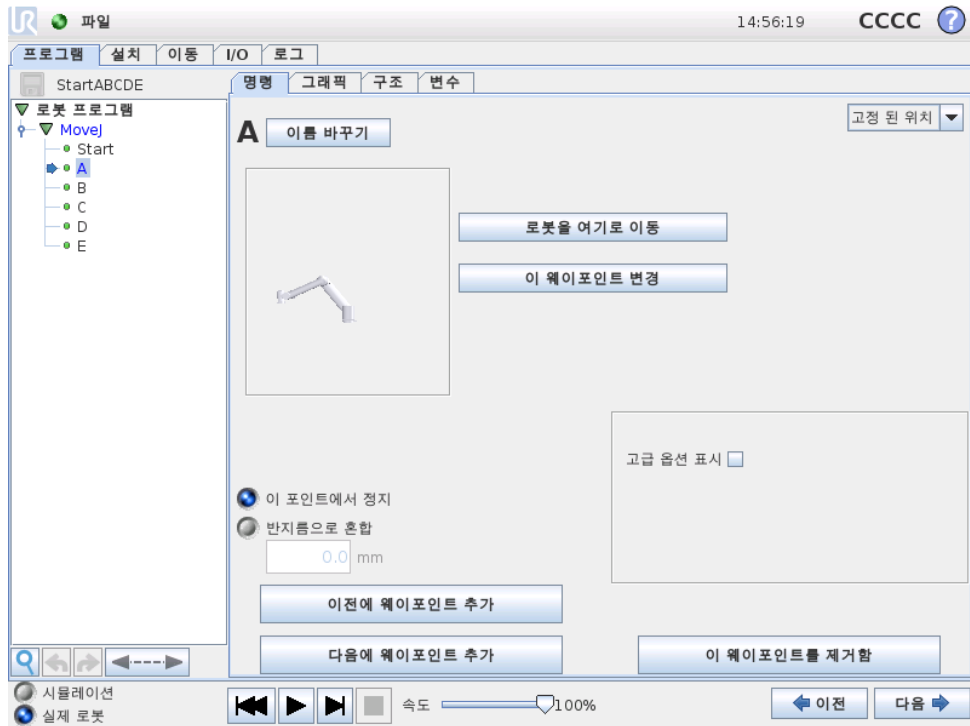 UR 파일 14:56:19 CCCC ?
프로그램 설치 이동 I/O 로그
StartABCDE
명령 그래픽 구조 변수
로봇 프로그램
MoveJ
Start
A
B
C
D
E
A 이름 바꾸기
고정 된 위치
로봇을 여기로 이동
이 웨이포인트 변경
고급 옵션 표시
이 포인트에서 정지
반지름으로 혼합
0.0 mm
이전에 웨이포인트 추가
다음에 웨이포인트 추가
이 웨이포인트를 제거함
시뮬레이션
실제 로봇
속도 100%
이전 다음